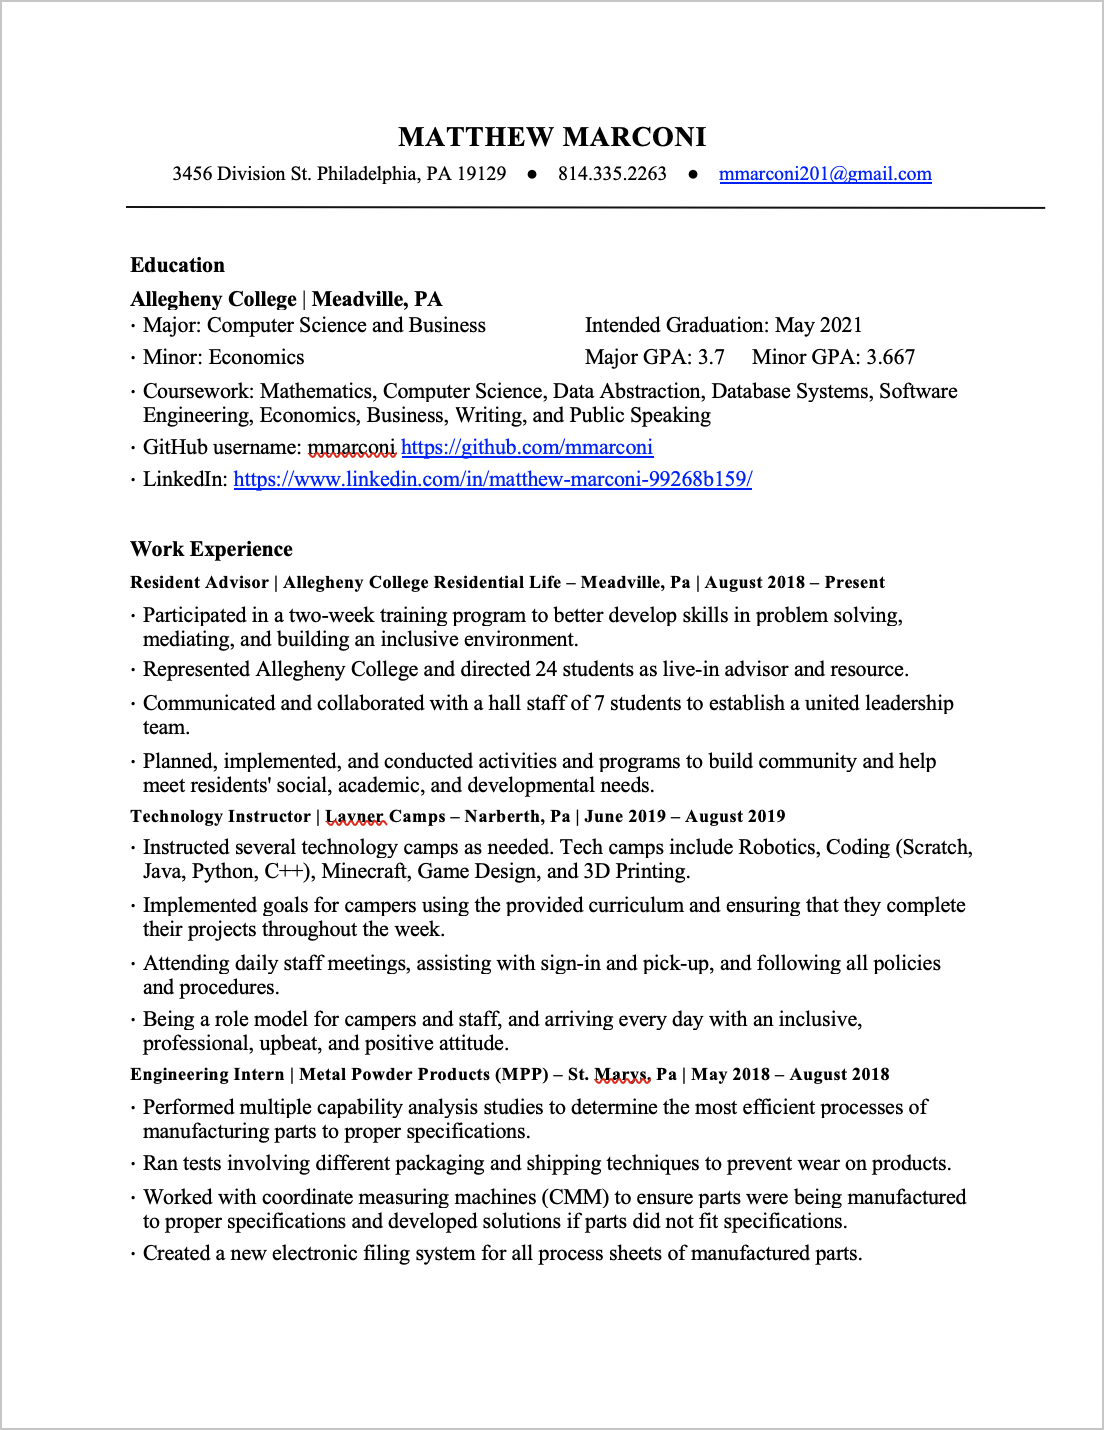 MATTHEW MARCONI
3456 Division St. Philadelphia, PA 19129 ● 814.335.2263 ● mmarconi201@gmail.com
Education
Allegheny College | Meadville, PA
· Major: Computer Science and Business Intended Graduation: May 2021
· Minor: Economics Major GPA: 3.7 Minor GPA: 3.667
· Coursework: Mathematics, Computer Science, Data Abstraction, Database Systems, Software
Engineering, Economics, Business, Writing, and Public Speaking
· GitHub username: mmarconi https://github.com/mmarconi
· LinkedIn: https://www.linkedin.com/in/matthew-marconi-99268b159/
Work Experience
Resident Advisor | Allegheny College Residential Life – Meadville, Pa | August 2018 – Present
· Participated in a two-week training program to better develop skills in problem solving,
mediating, and building an inclusive environment.
· Represented Allegheny College and directed 24 students as live-in advisor and resource.
· Communicated and collaborated with a hall staff of 7 students to establish a united leadership
team.
· Planned, implemented, and conducted activities and programs to build community and help
meet residents' social, academic, and developmental needs.
Technology Instructor | Lavner Camps – Narberth, Pa | June 2019 – August 2019
· Instructed several technology camps as needed. Tech camps include Robotics, Coding (Scratch,
Java, Python, C++), Minecraft, Game Design, and 3D Printing.
· Implemented goals for campers using the provided curriculum and ensuring that they complete
their projects throughout the week.
· Attending daily staff meetings, assisting with sign-in and pick-up, and following all policies
and procedures.
· Being a role model for campers and staff, and arriving every day with an inclusive,
professional, upbeat, and positive attitude.
Engineering Intern | Metal Powder Products (MPP) – St. Marys, Pa | May 2018 – August 2018
· Performed multiple capability analysis studies to determine the most efficient processes of
manufacturing parts to proper specifications.
· Ran tests involving different packaging and shipping techniques to prevent wear on products.
· Worked with coordinate measuring machines (CMM) to ensure parts were being manufactured
to proper specifications and developed solutions if parts did not fit specifications.
· Created a new electronic filing system for all process sheets of manufactured parts.